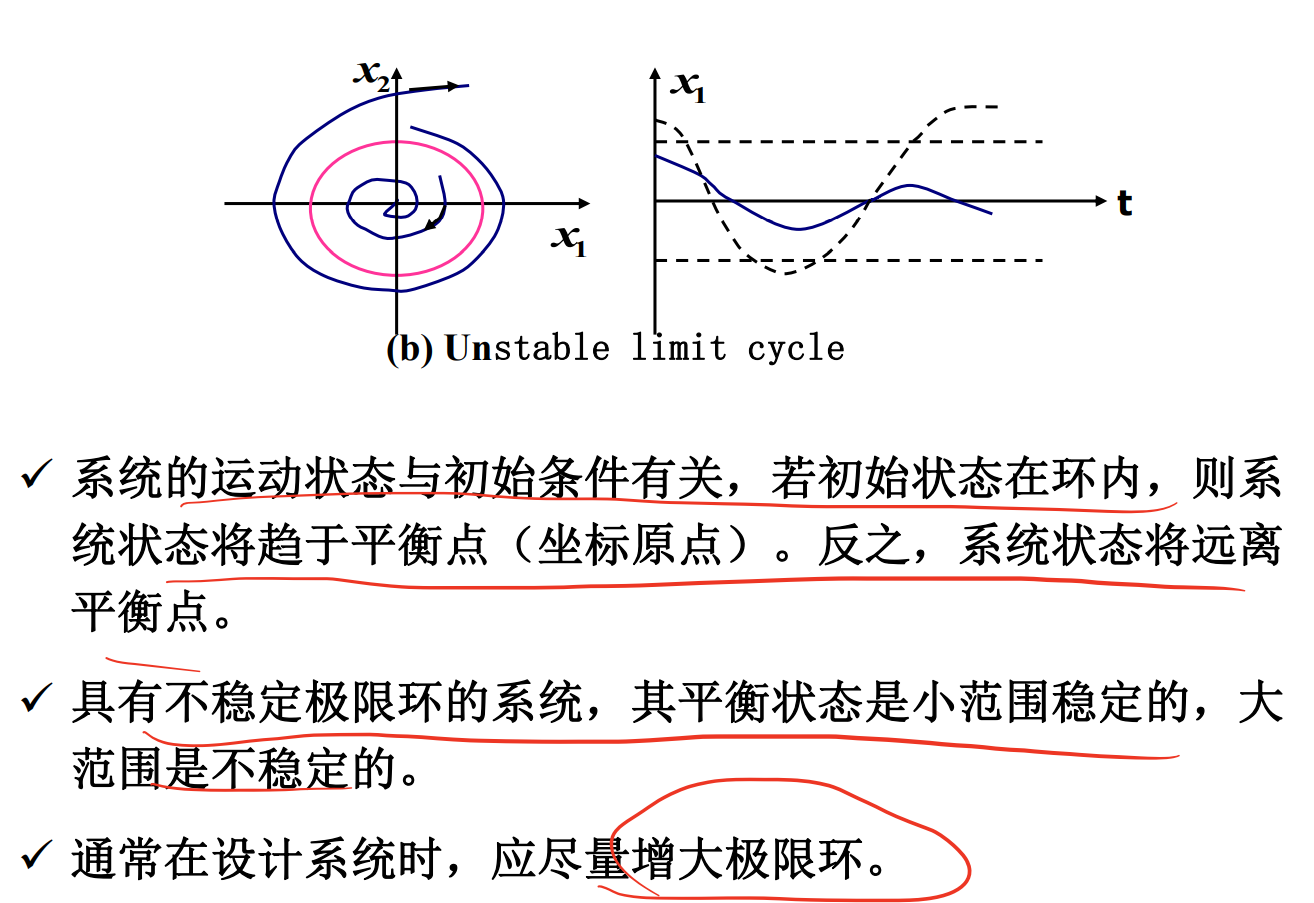 x₂
x₁
x₁
t
(b) Unstable limit cycle
✓ 系统的运动状态与初始条件有关，若初始状态在环内，则系
统状态将趋于平衡点（坐标原点）。反之，系统状态将远离
平衡点。
✓ 具有不稳定极限环的系统，其平衡状态是小范围稳定的，大
范围是不稳定的。
✓ 通常在设计系统时，应尽量增大极限环。